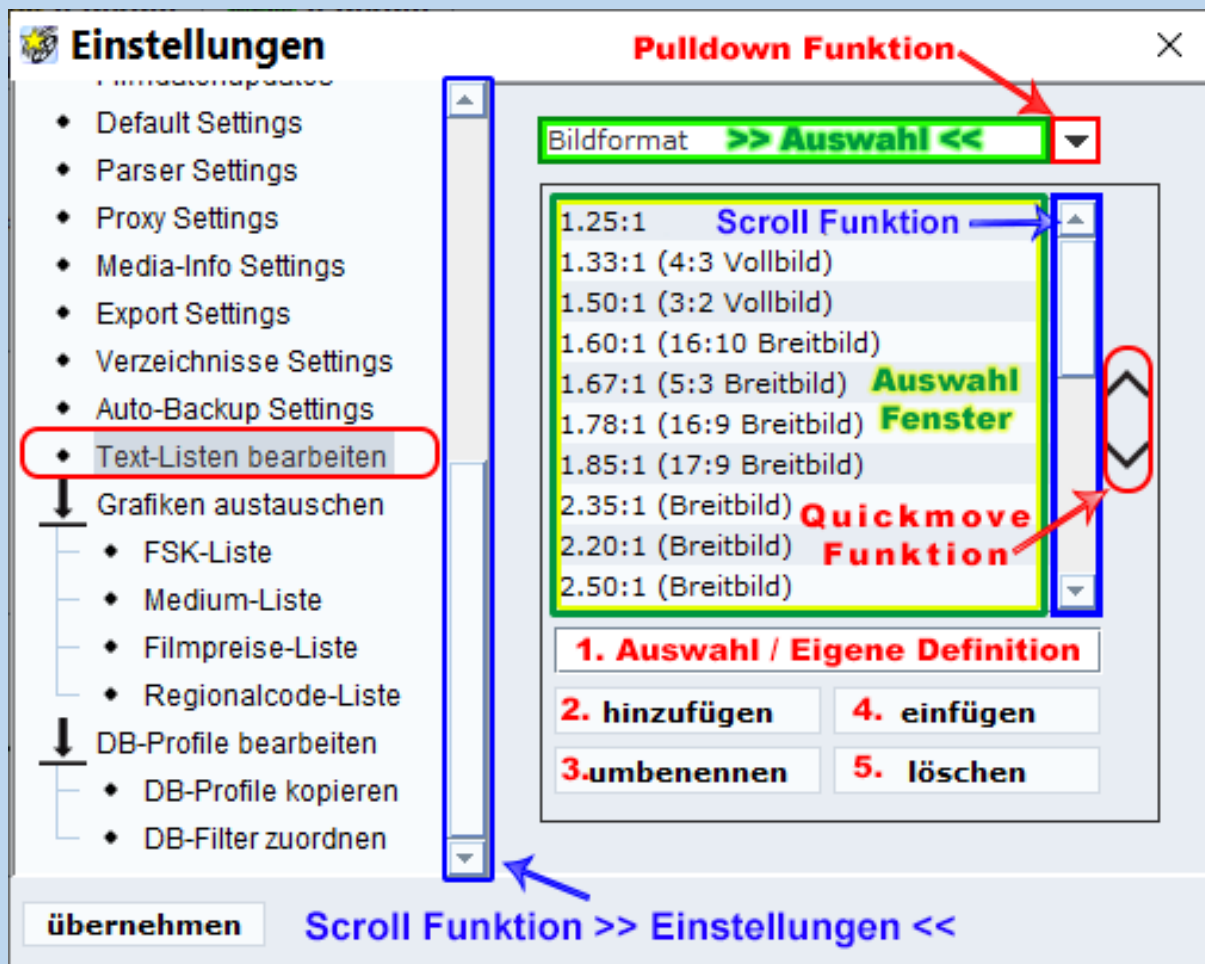 Einstellungen
Pulldown Funktion
Default Settings
Parser Settings
Proxy Settings
Media-Info Settings
Export Settings
Verzeichnisse Settings
Auto-Backup Settings
Text-Listen bearbeiten
Grafiken austauschen
FSK-Liste
Medium-Liste
Filmpreise-Liste
Regionalcode-Liste
DB-Profile bearbeiten
DB-Profile kopieren
DB-Filter zuordnen
Bildformat >> Auswahl <<
1.25:1
Scroll Funktion
1.33:1 (4:3 Vollbild)
1.50:1 (3:2 Vollbild)
1.60:1 (16:10 Breitbild)
1.67:1 (5:3 Breitbild)
1.78:1 (16:9 Breitbild)
1.85:1 (17:9 Breitbild)
2.35:1 (Breitbild)
2.20:1 (Breitbild)
2.50:1 (Breitbild)
Auswahl
Fenster
Quickmove
Funktion
1. Auswahl / Eigene Definition
2. hinzufügen
4. einfügen
3.umbenennen
5. löschen
übernehmen
Scroll Funktion >> Einstellungen <<